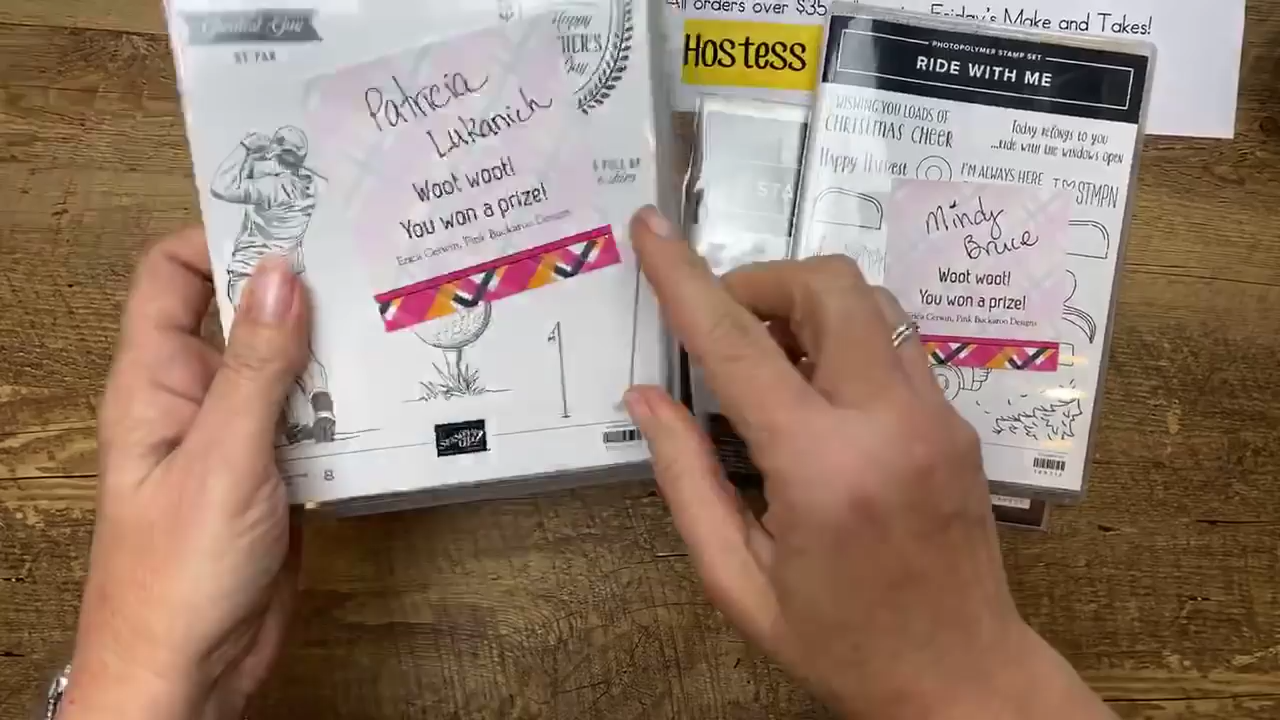 BY PAR
Happy
Day
Patricia
Lukanich
Woot woot!
You won a prize!
Erica Cerwin, Pink Buckaroo Designs
8
All orders over $35
Friday's Make and Takes!
Hostess
PHOTOPOLYMER STAMP SET
RIDE WITH ME
WISHING YOU LOADS OF
CHRISTMAS CHEER
Today belongs to you
...ride with the windows open
Happy Harvest
I'M ALWAYS HERE
Mindy
Bruce
Woot woot!
You won a prize!
Erica Cerwin, Pink Buckaroo Designs